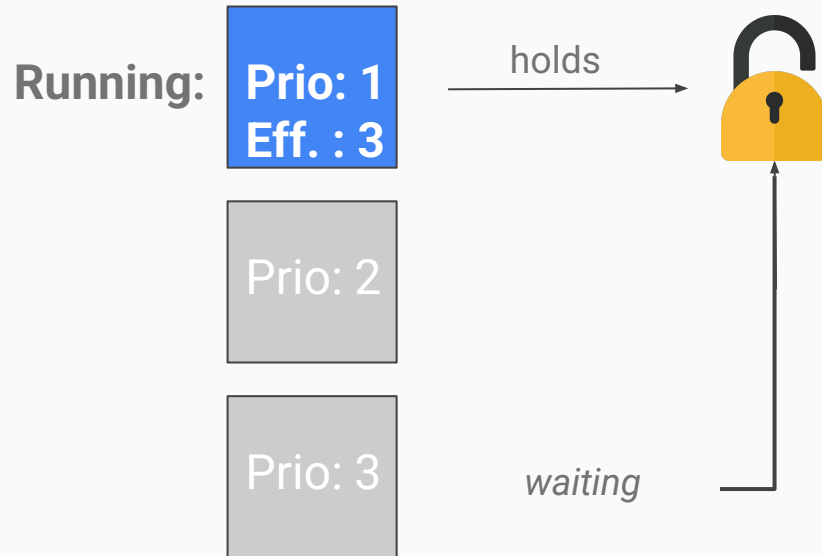 Running:
Prio: 1
Eff. : 3
holds
Prio: 2
Prio: 3
waiting